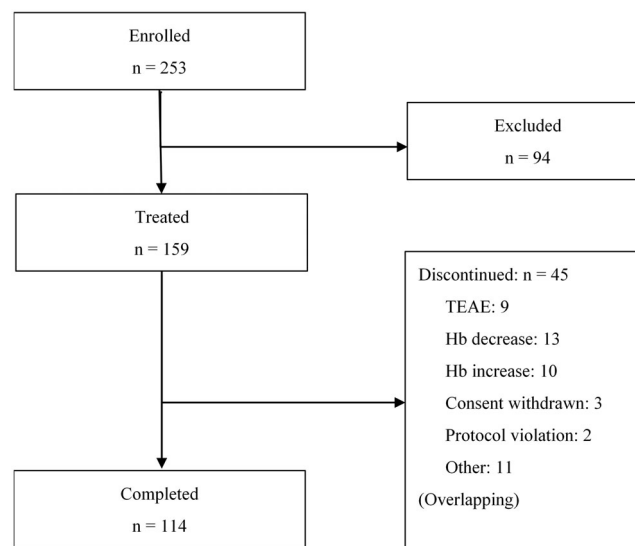 Enrolled
n = 253
Excluded
n = 94
Treated
n = 159
Discontinued: n = 45
TEAE: 9
Hb decrease: 13
Hb increase: 10
Consent withdrawn: 3
Protocol violation: 2
Other: 11
(Overlapping)
Completed
n = 114